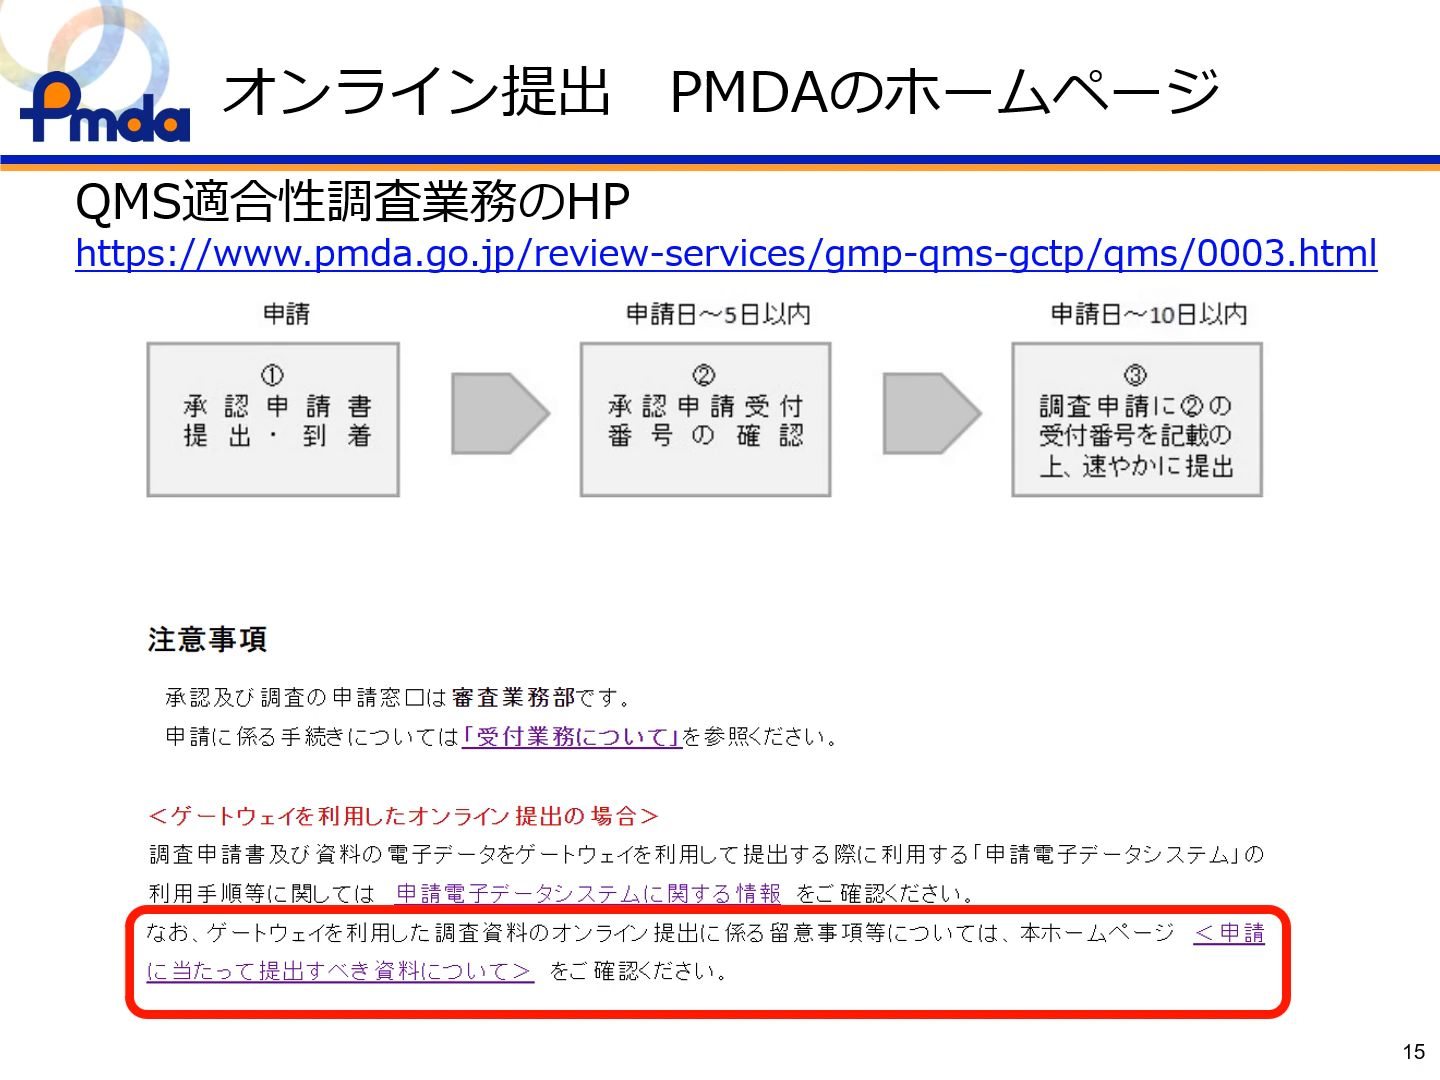 pmda
オンライン提出　PMDAのホームページ
QMS適合性調査業務のHP
https://www.pmda.go.jp/review-services/gmp-qms-gctp/qms/0003.html
申請
①
承認申請書
提出・到着
申請日～5日以内
②
承認申請受付
番号の確認
申請日～10日以内
③
調査申請に②の
受付番号を記載の
上、速やかに提出
注意事項
承認及び調査の申請窓口は審査業務部です。
申請に係る手続きについては「受付業務について」を参照ください。
＜ゲートウェイを利用したオンライン提出の場合＞
調査申請書及び資料の電子データをゲートウェイを利用して提出する際に利用する「申請電子データシステム」の
利用手順等に関しては 申請電子データシステムに関する情報 をご確認ください。
なお、ゲートウェイを利用した調査資料のオンライン提出に係る留意事項等については、本ホームページ ＜申請
に当たって提出すべき資料について＞ をご確認ください。
15